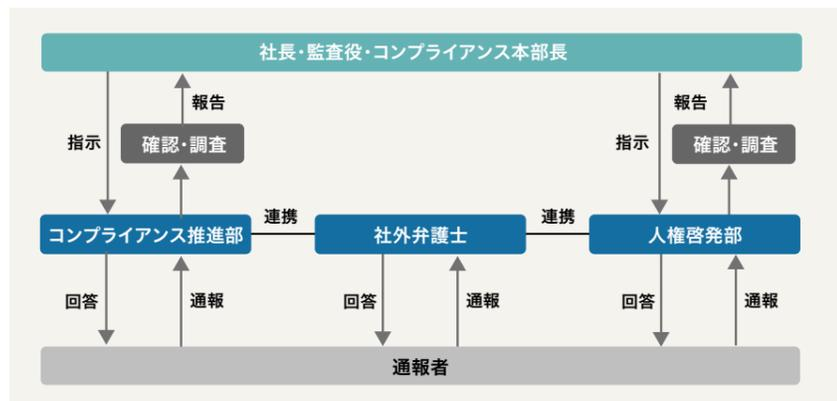 社長・監査役・コンプライアンス本部長
報告
報告
指示
確認・調査
指示
確認・調査
コンプライアンス推進部
連携
社外弁護士
連携
人権啓発部
回答
通報
回答
通報
回答
通報
通報者